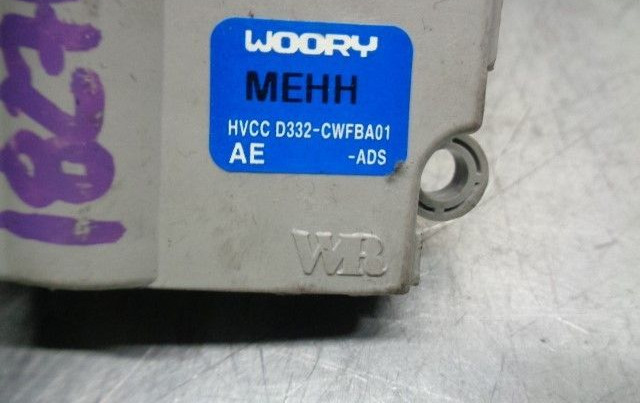 WOORY
MEHH
HVCC D332-CWFBA01
AE -ADS
WR